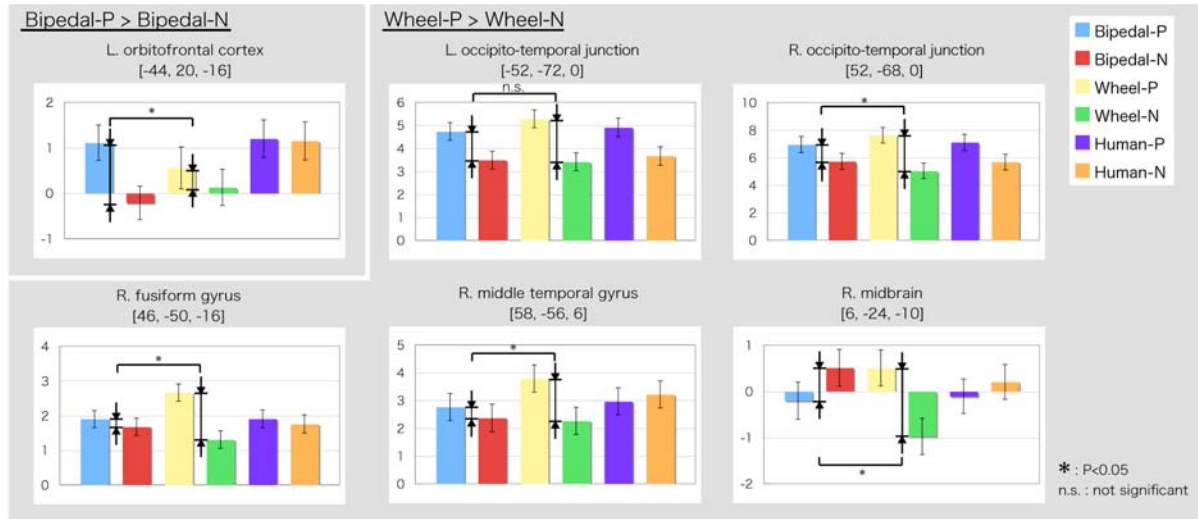 Bipedal-P > Bipedal-N
L. orbitofrontal cortex
[-44, 20, -16]
2
1
0
-1
*
Wheel-P > Wheel-N
L. occipito-temporal junction
[-52, -72, 0]
n.s.
6
5
4
3
2
1
0
R. occipito-temporal junction
[52, -68, 0]
*
10
8
6
4
2
0
Bipedal-P
Bipedal-N
Wheel-P
Wheel-N
Human-P
Human-N
R. fusiform gyrus
[46, -50, -16]
*
4
3
2
1
0
R. middle temporal gyrus
[58, -56, 6]
*
5
4
3
2
1
0
R. midbrain
[6, -24, -10]
1
0
-1
-2
*
* : P<0.05
n.s. : not significant